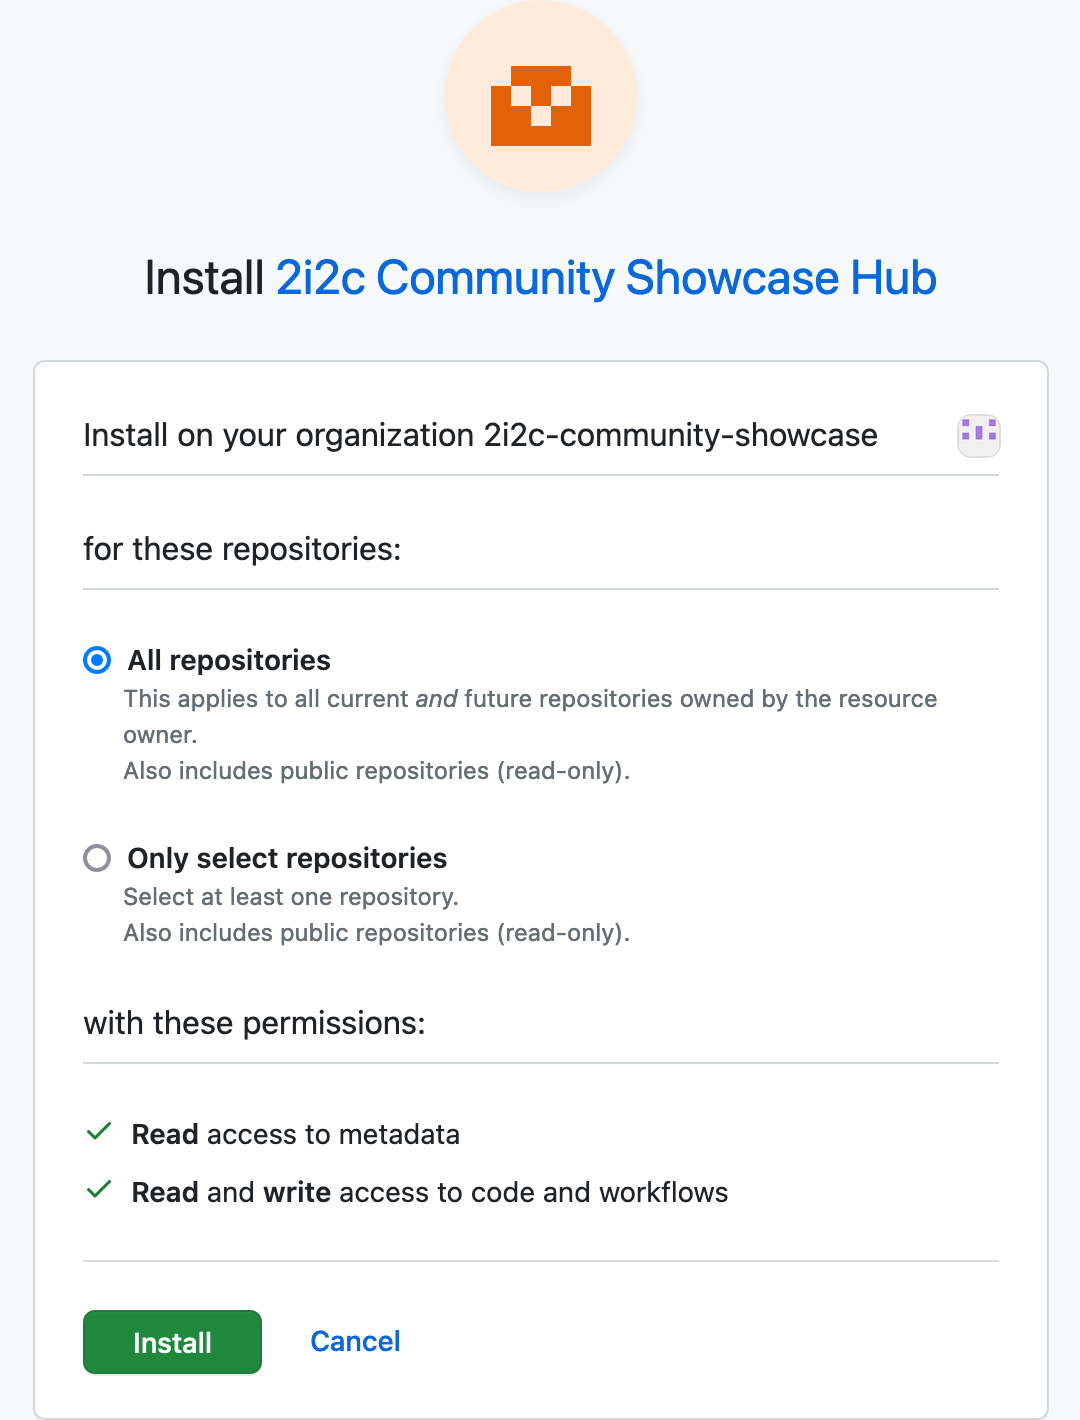 Install 2i2c Community Showcase Hub
Install on your organization 2i2c-community-showcase
for these repositories:
All repositories
This applies to all current and future repositories owned by the resource
owner.
Also includes public repositories (read-only).
Only select repositories
Select at least one repository.
Also includes public repositories (read-only).
with these permissions:
Read access to metadata
Read and write access to code and workflows
Install Cancel